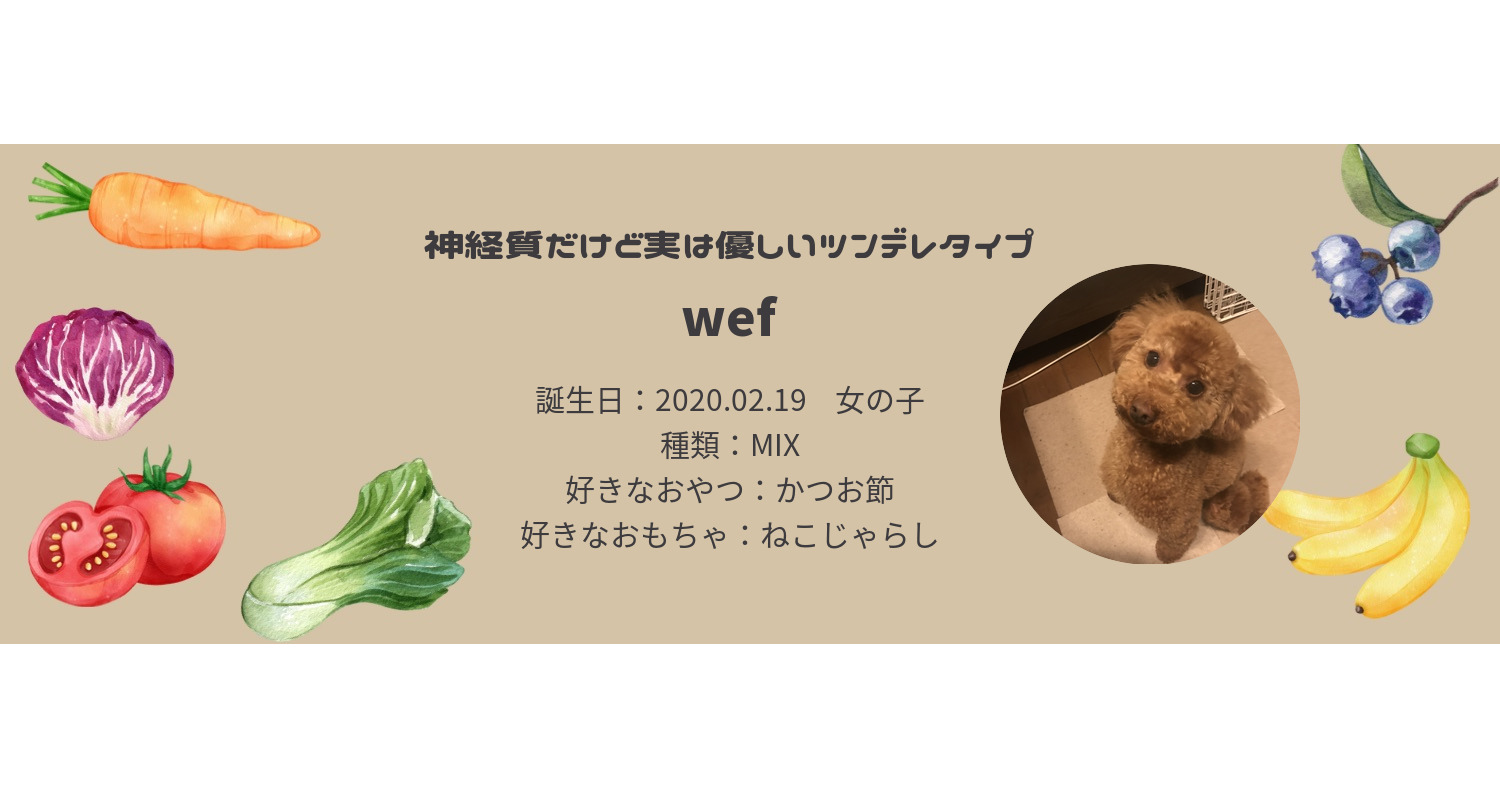 神経質だけど実は優しいツンデレタイプ
wef
誕生日：2020.02.19　女の子
種類：MIX
好きなおやつ：かつお節
好きなおもちゃ：ねこじゃらし